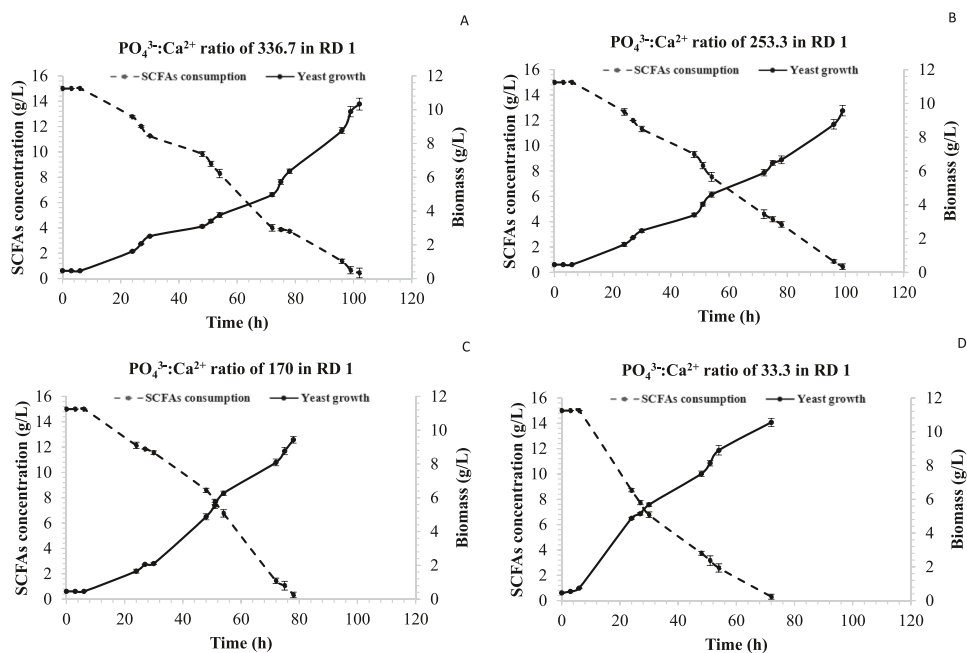 A
PO₄³⁻:Ca²⁺ ratio of 336.7 in RD 1
SCFAs consumption
Yeast growth
SCFAs concentration (g/L)
16
14
12
10
8
6
4
2
0
12
10
8
6
4
2
0
Biomass (g/L)
0 20 40 60 80 100 120
Time (h)
B
PO₄³⁻:Ca²⁺ ratio of 253.3 in RD 1
SCFAs consumption
Yeast growth
SCFAs concentration (g/L)
16
14
12
10
8
6
4
2
0
12
10
8
6
4
2
0
Biomass (g/L)
0 20 40 60 80 100 120
Time (h)
C
PO₄³⁻:Ca²⁺ ratio of 170 in RD 1
SCFAs consumption
Yeast growth
SCFAs concentration (g/L)
16
14
12
10
8
6
4
2
0
12
10
8
6
4
2
0
Biomass (g/L)
0 20 40 60 80 100 120
Time (h)
D
PO₄³⁻:Ca²⁺ ratio of 33.3 in RD 1
SCFAs consumption
Yeast growth
SCFAs concentration (g/L)
16
14
12
10
8
6
4
2
0
12
10
8
6
4
2
0
Biomass (g/L)
0 20 40 60 80 100 120
Time (h)